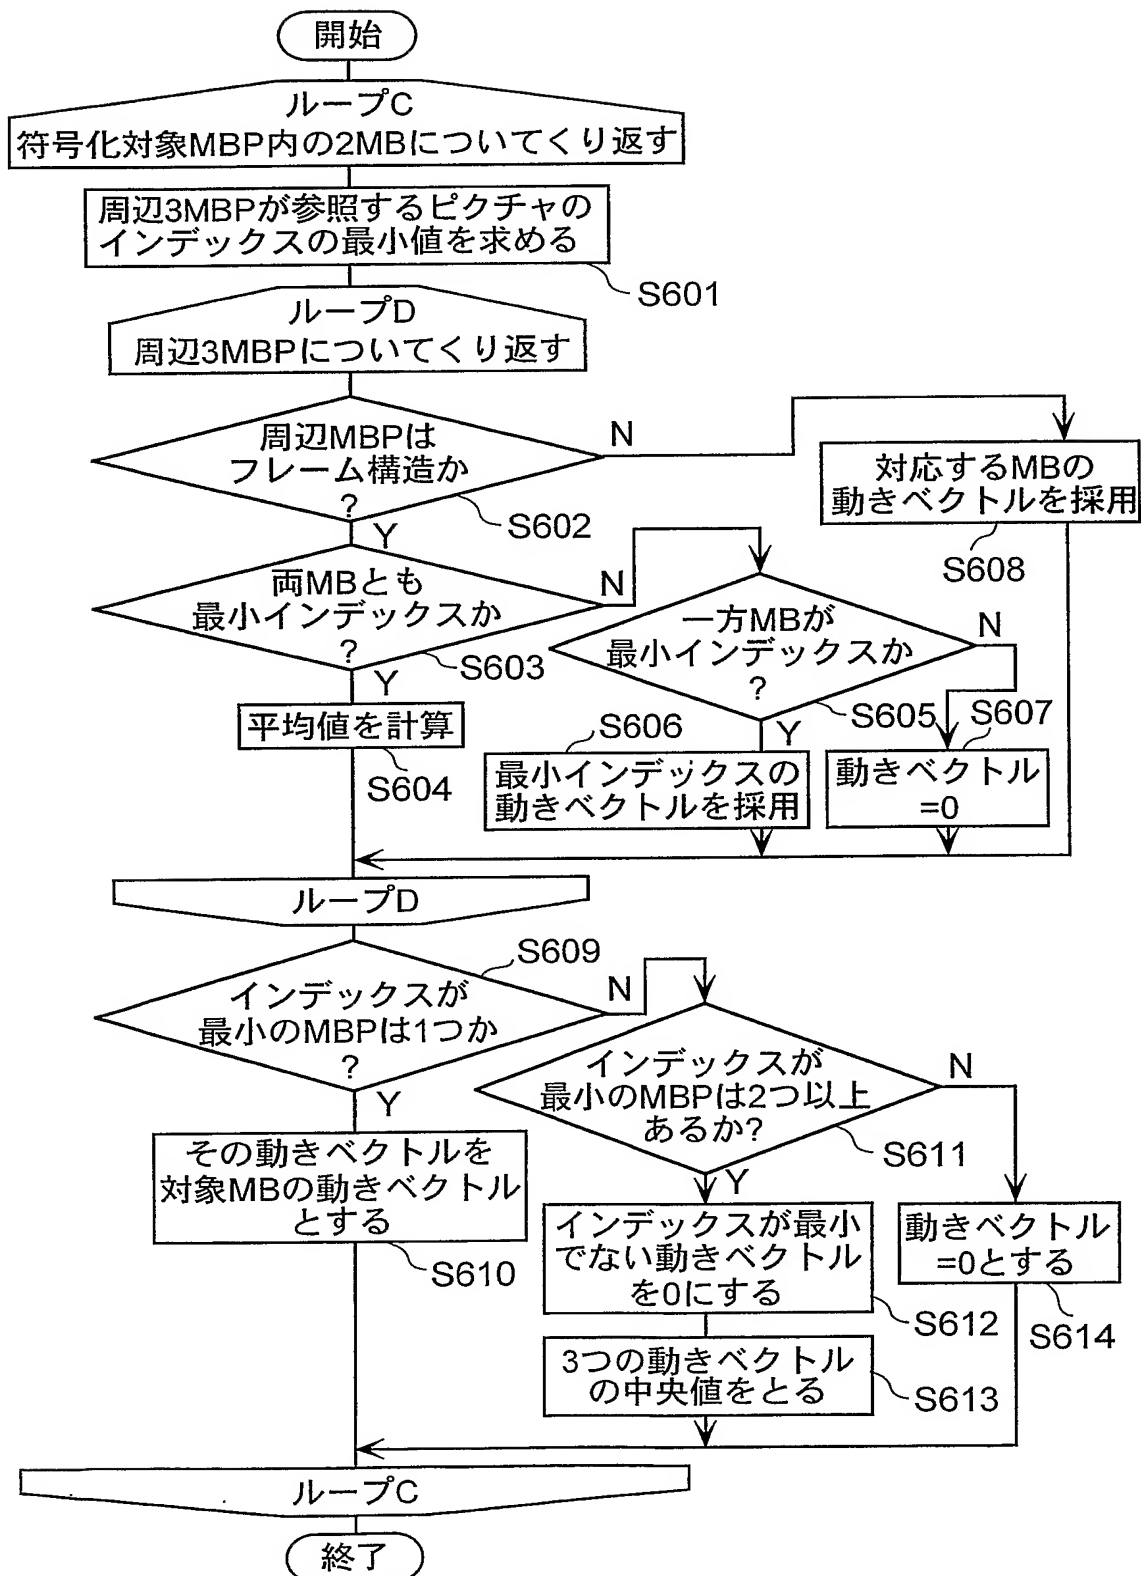 開始
ループC
符号化対象MBP内の2MBについてくり返す
周辺3MBPが参照するピクチャの
インデックスの最小値を求める
S601
ループD
周辺3MBPについてくり返す
周辺MBPは
フレーム構造か
?
N
Y
S602
対応するMBの
動きベクトルを採用
S608
両MBとも
最小インデックスか
?
N
Y
S603
一方MBが
最小インデックスか
?
N
Y
S605
平均値を計算
S604
S606
最小インデックスの
動きベクトルを採用
S607
動きベクトル
=0
ループD
S609
インデックスが
最小のMBPは1つか
?
N
Y
インデックスが
最小のMBPは2つ以上
あるか?
N
Y
S611
その動きベクトルを
対象MBの動きベクトル
とする
S610
インデックスが最小
でない動きベクトル
を0にする
S612
動きベクトル
=0とする
S614
3つの動きベクトル
の中央値をとる
S613
ループC
終了